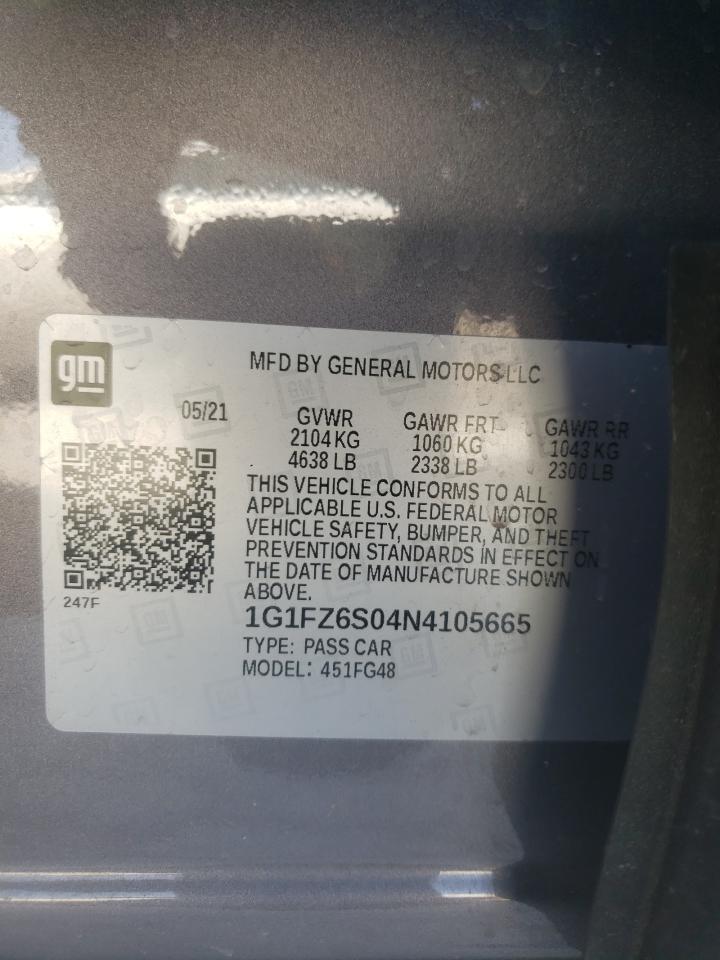 gm
MFD BY GENERAL MOTORS LLC
05/21
GVWR GAWR FRT GAWR RR
2104 KG 1060 KG 1043 KG
4638 LB 2338 LB 2300 LB
THIS VEHICLE CONFORMS TO ALL
APPLICABLE U.S. FEDERAL MOTOR
VEHICLE SAFETY, BUMPER, AND THEFT
PREVENTION STANDARDS IN EFFECT ON
THE DATE OF MANUFACTURE SHOWN
ABOVE.
247F
1G1FZ6S04N4105665
TYPE: PASS CAR
MODEL: 451FG48